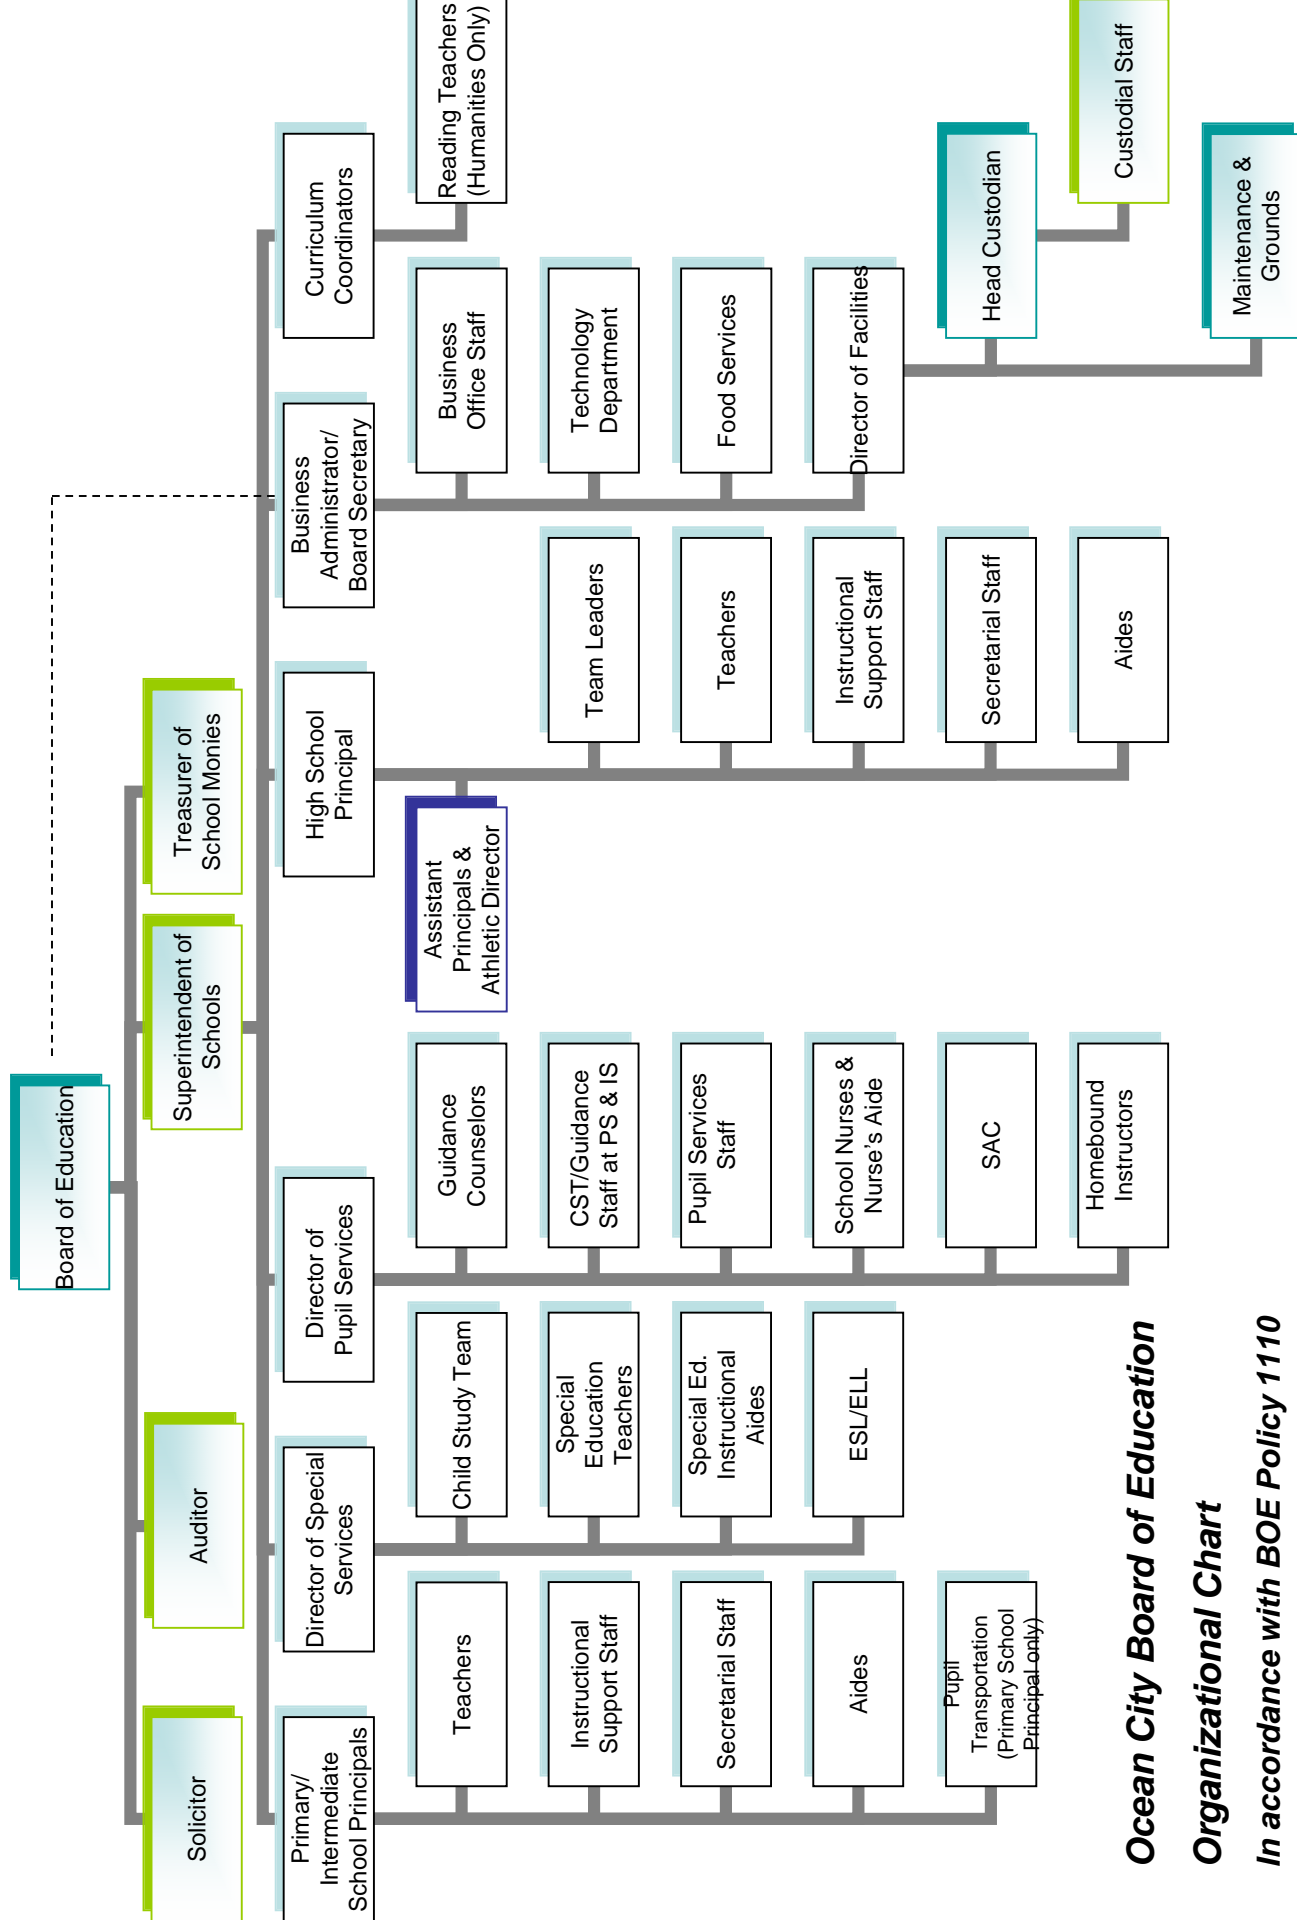 Board of Education
Solicitor
Auditor
Superintendent of
Schools
Treasurer of
School Monies
Primary/
Intermediate
School Principals
Director of Special
Services
Director of
Pupil Services
High School
Principal
Business
Administrator/
Board Secretary
Curriculum
Coordinators
Teachers
Instructional
Support Staff
Secretarial Staff
Aides
Pupil
Transportation
(Primary School
Principal only)
Child Study Team
Special
Education
Teachers
Special Ed.
Instructional
Aides
ESL/ELL
Guidance
Counselors
CST/Guidance
Staff at PS & IS
Pupil Services
Staff
School Nurses &
Nurse's Aide
SAC
Homebound
Instructors
Assistant
Principals &
Athletic Director
Team Leaders
Teachers
Instructional
Support Staff
Secretarial Staff
Aides
Business
Office Staff
Technology
Department
Food Services
Director of Facilities
Head Custodian
Custodial Staff
Maintenance &
Grounds
Reading Teachers
(Humanities Only)
Ocean City Board of Education
Organizational Chart
In accordance with BOE Policy 1110